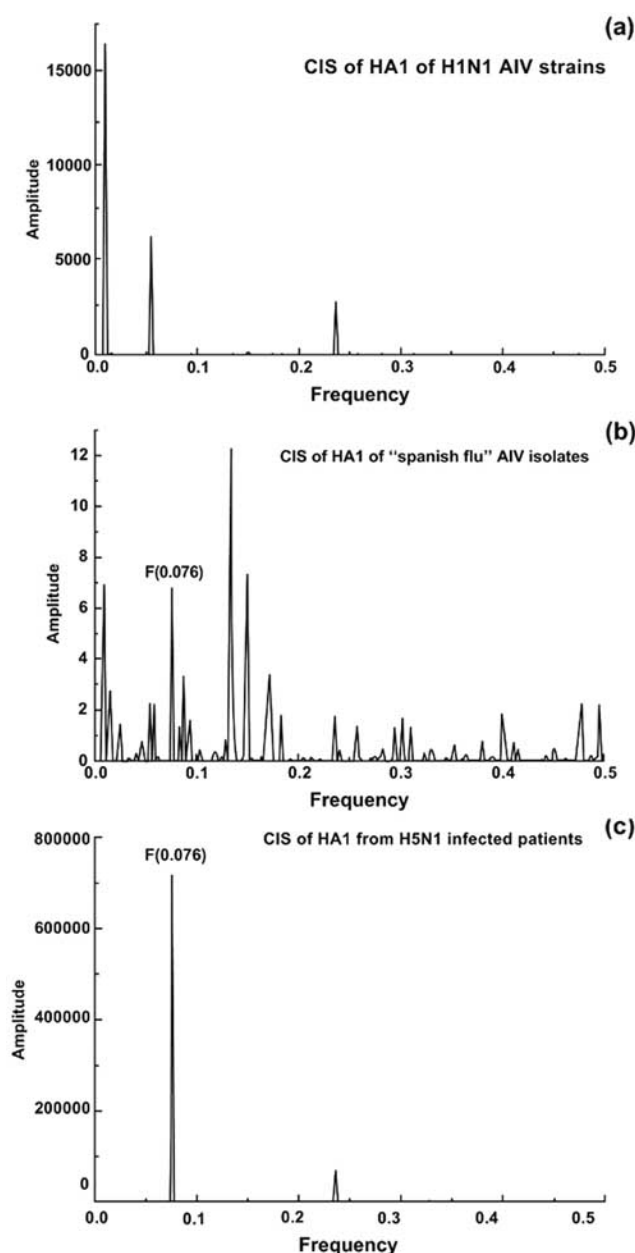 (a)
CIS of HA1 of H1N1 AIV strains
15000
10000
5000
0
Amplitude
0.0 0.1 0.2 0.3 0.4 0.5
Frequency
(b)
CIS of HA1 of “spanish flu” AIV isolates
12
10
8
6
4
2
0
Amplitude
F(0.076)
0.0 0.1 0.2 0.3 0.4 0.5
Frequency
(c)
CIS of HA1 from H5N1 infected patients
800000
600000
400000
200000
0
Amplitude
F(0.076)
0.0 0.1 0.2 0.3 0.4 0.5
Frequency